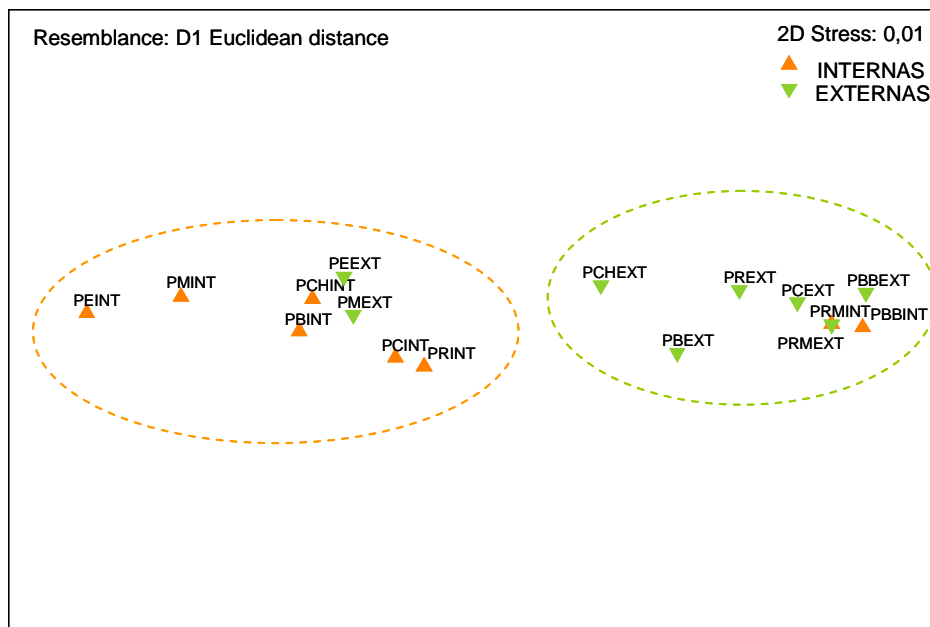 Resemblance: D1 Euclidean distance
2D Stress: 0,01
INTERNAS
EXTERNAS
PEEXT
PCHEXT
PMINT
PCHINT
PREXT
PBBEXT
PEINT
PMEXT
PCEXT
PBINT
PRMINT
PBBINT
PCINT
PRINT
PBEXT
PRMEXT